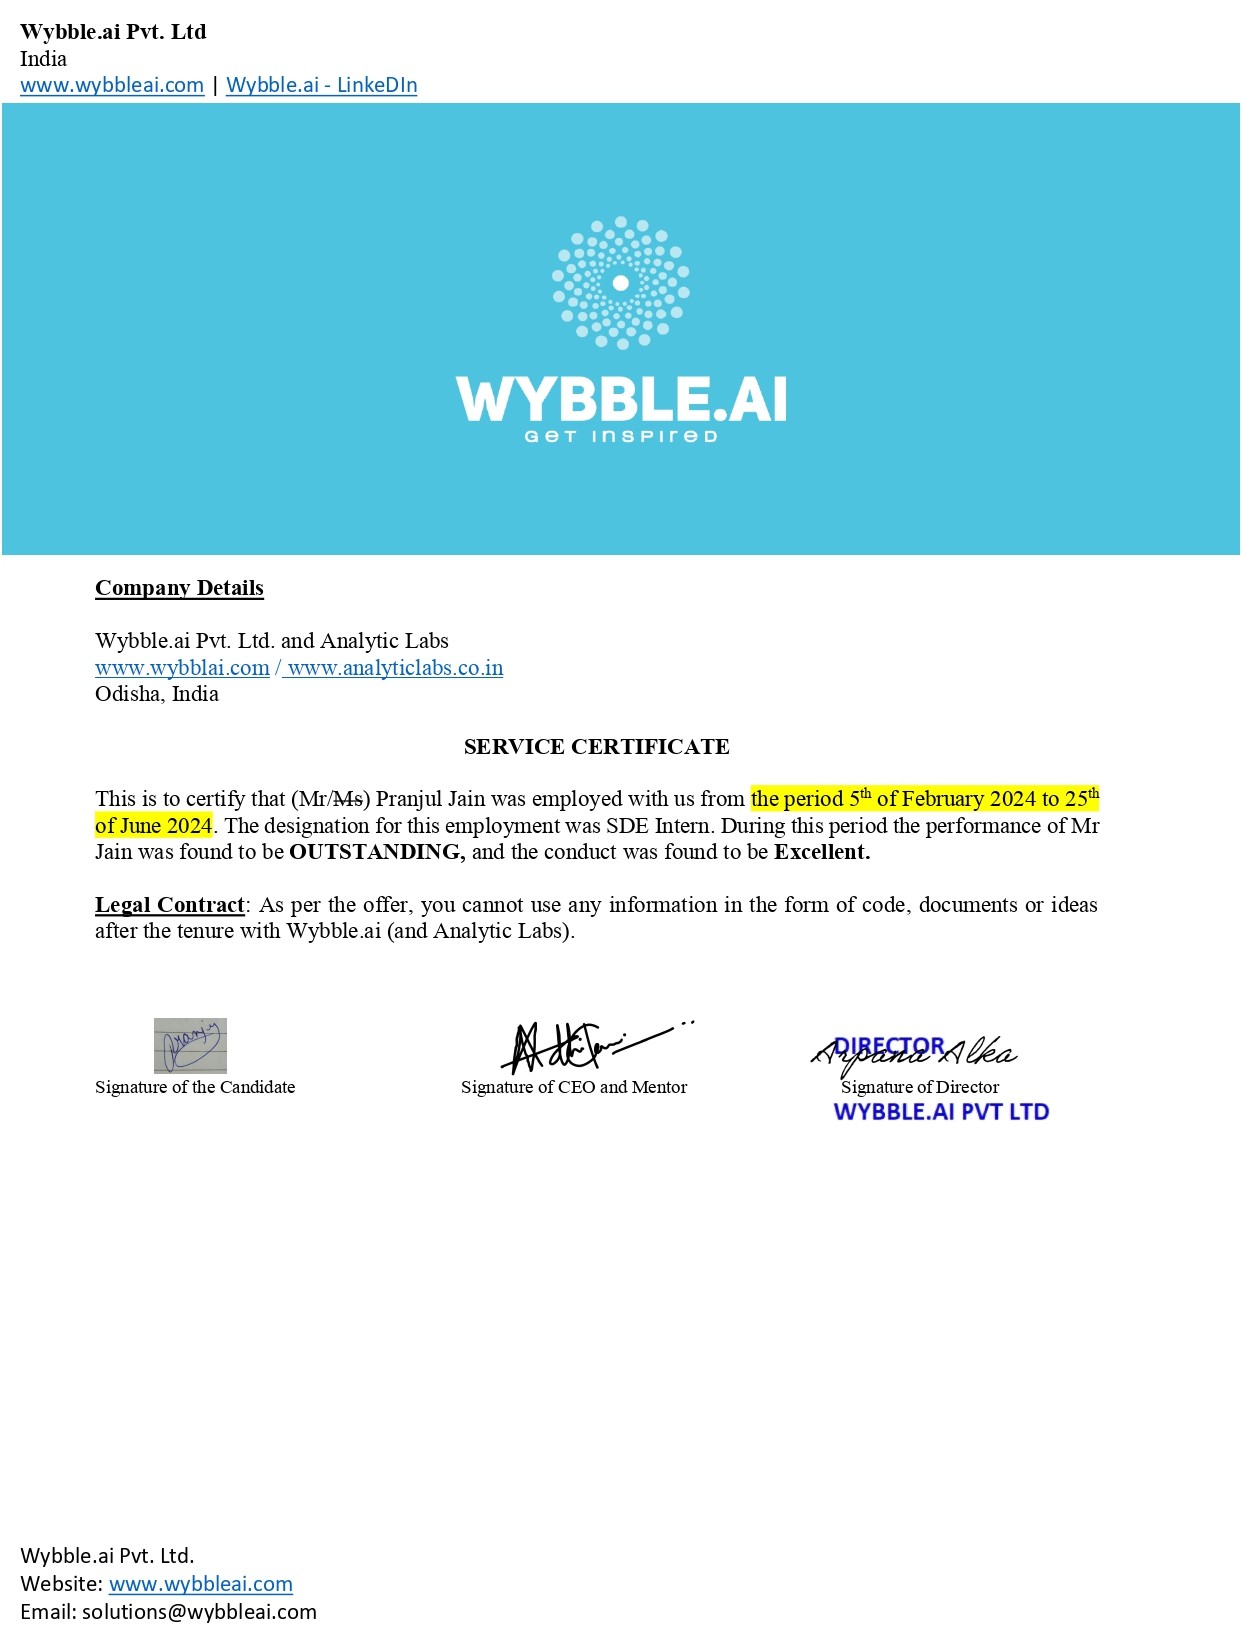 Wybble.ai Pvt. Ltd
India
www.wybbleai.com | Wybble.ai - LinkeDIn
WYBBLE.AI
GET INSPIRED
Company Details
Wybble.ai Pvt. Ltd. and Analytic Labs
www.wybblai.com / www.analyticlabs.co.in
Odisha, India
SERVICE CERTIFICATE
This is to certify that (Mr/Ms) Pranjul Jain was employed with us from the period 5th of February 2024 to 25th
of June 2024. The designation for this employment was SDE Intern. During this period the performance of Mr
Jain was found to be OUTSTANDING, and the conduct was found to be Excellent.
Legal Contract: As per the offer, you cannot use any information in the form of code, documents or ideas
after the tenure with Wybble.ai (and Analytic Labs).
DIRECTOR
Arpana Alka
Signature of the Candidate
Signature of CEO and Mentor
Signature of Director
WYBBLE.AI PVT LTD
Wybble.ai Pvt. Ltd.
Website: www.wybbleai.com
Email: solutions@wybbleai.com